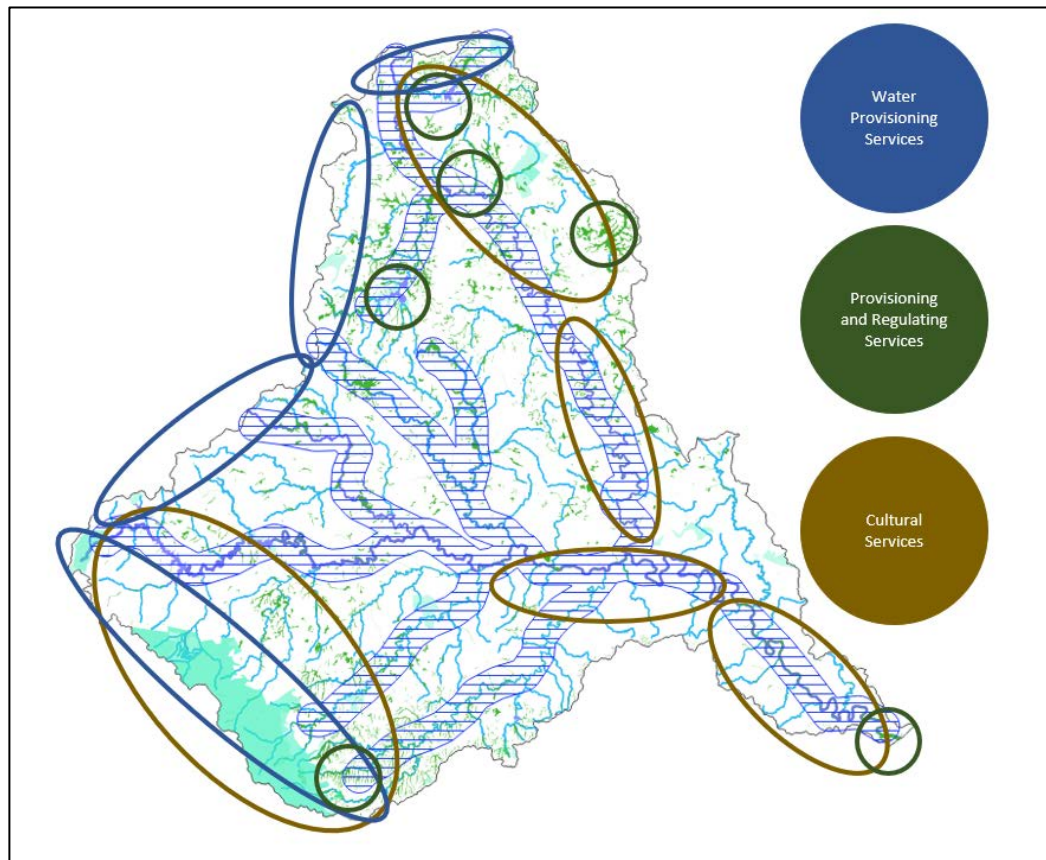 Water
Provisioning
Services
Provisioning
and Regulating
Services
Cultural
Services